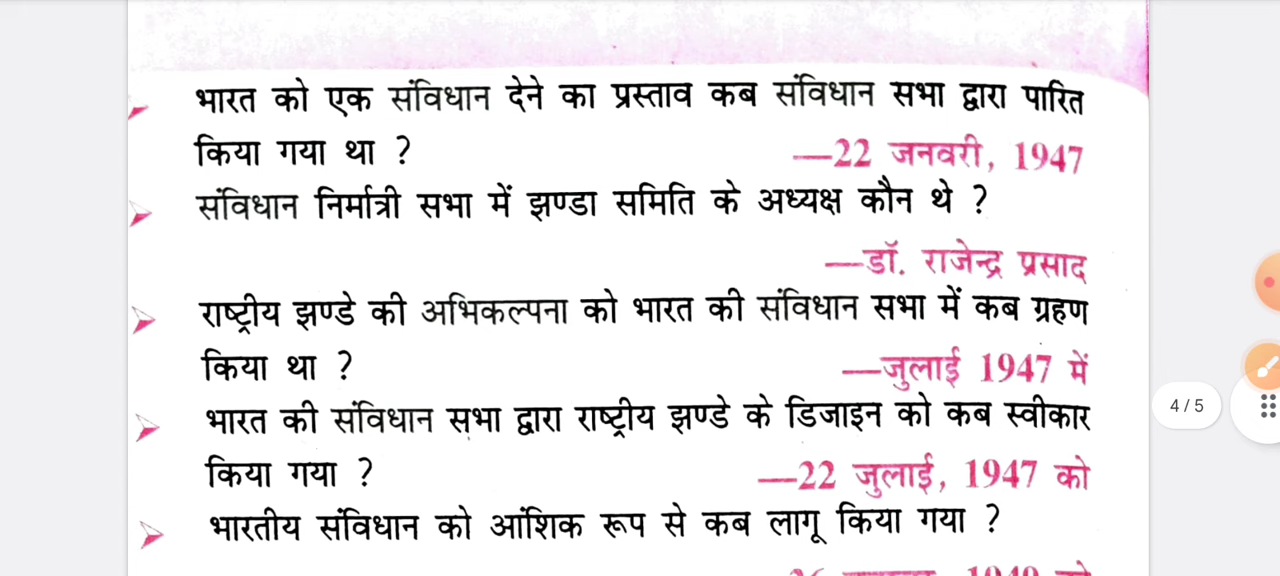 भारत को एक संविधान देने का प्रस्ताव कब संविधान सभा द्वारा पारित
किया गया था ? —22 जनवरी, 1947
संविधान निर्मात्री सभा में झण्डा समिति के अध्यक्ष कौन थे ?
—डॉ. राजेन्द्र प्रसाद
राष्ट्रीय झण्डे की अभिकल्पना को भारत की संविधान सभा में कब ग्रहण
किया था ? —जुलाई 1947 में
भारत की संविधान सभा द्वारा राष्ट्रीय झण्डे के डिजाइन को कब स्वीकार
किया गया ? —22 जुलाई, 1947 को
भारतीय संविधान को आंशिक रूप से कब लागू किया गया ?
4 / 5